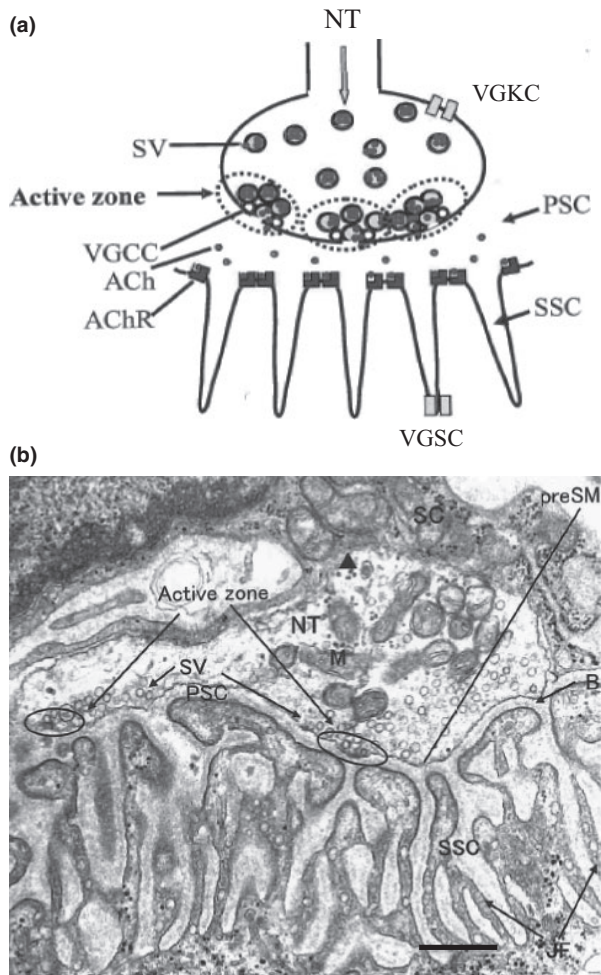 (a)
NT
VGKC
SV
Active zone
PSC
VGCC
ACh
AChR
SSC
VGSC
(b)
preSM
SC
Active zone
NT
M
SV
PSC
B
SSC
JF